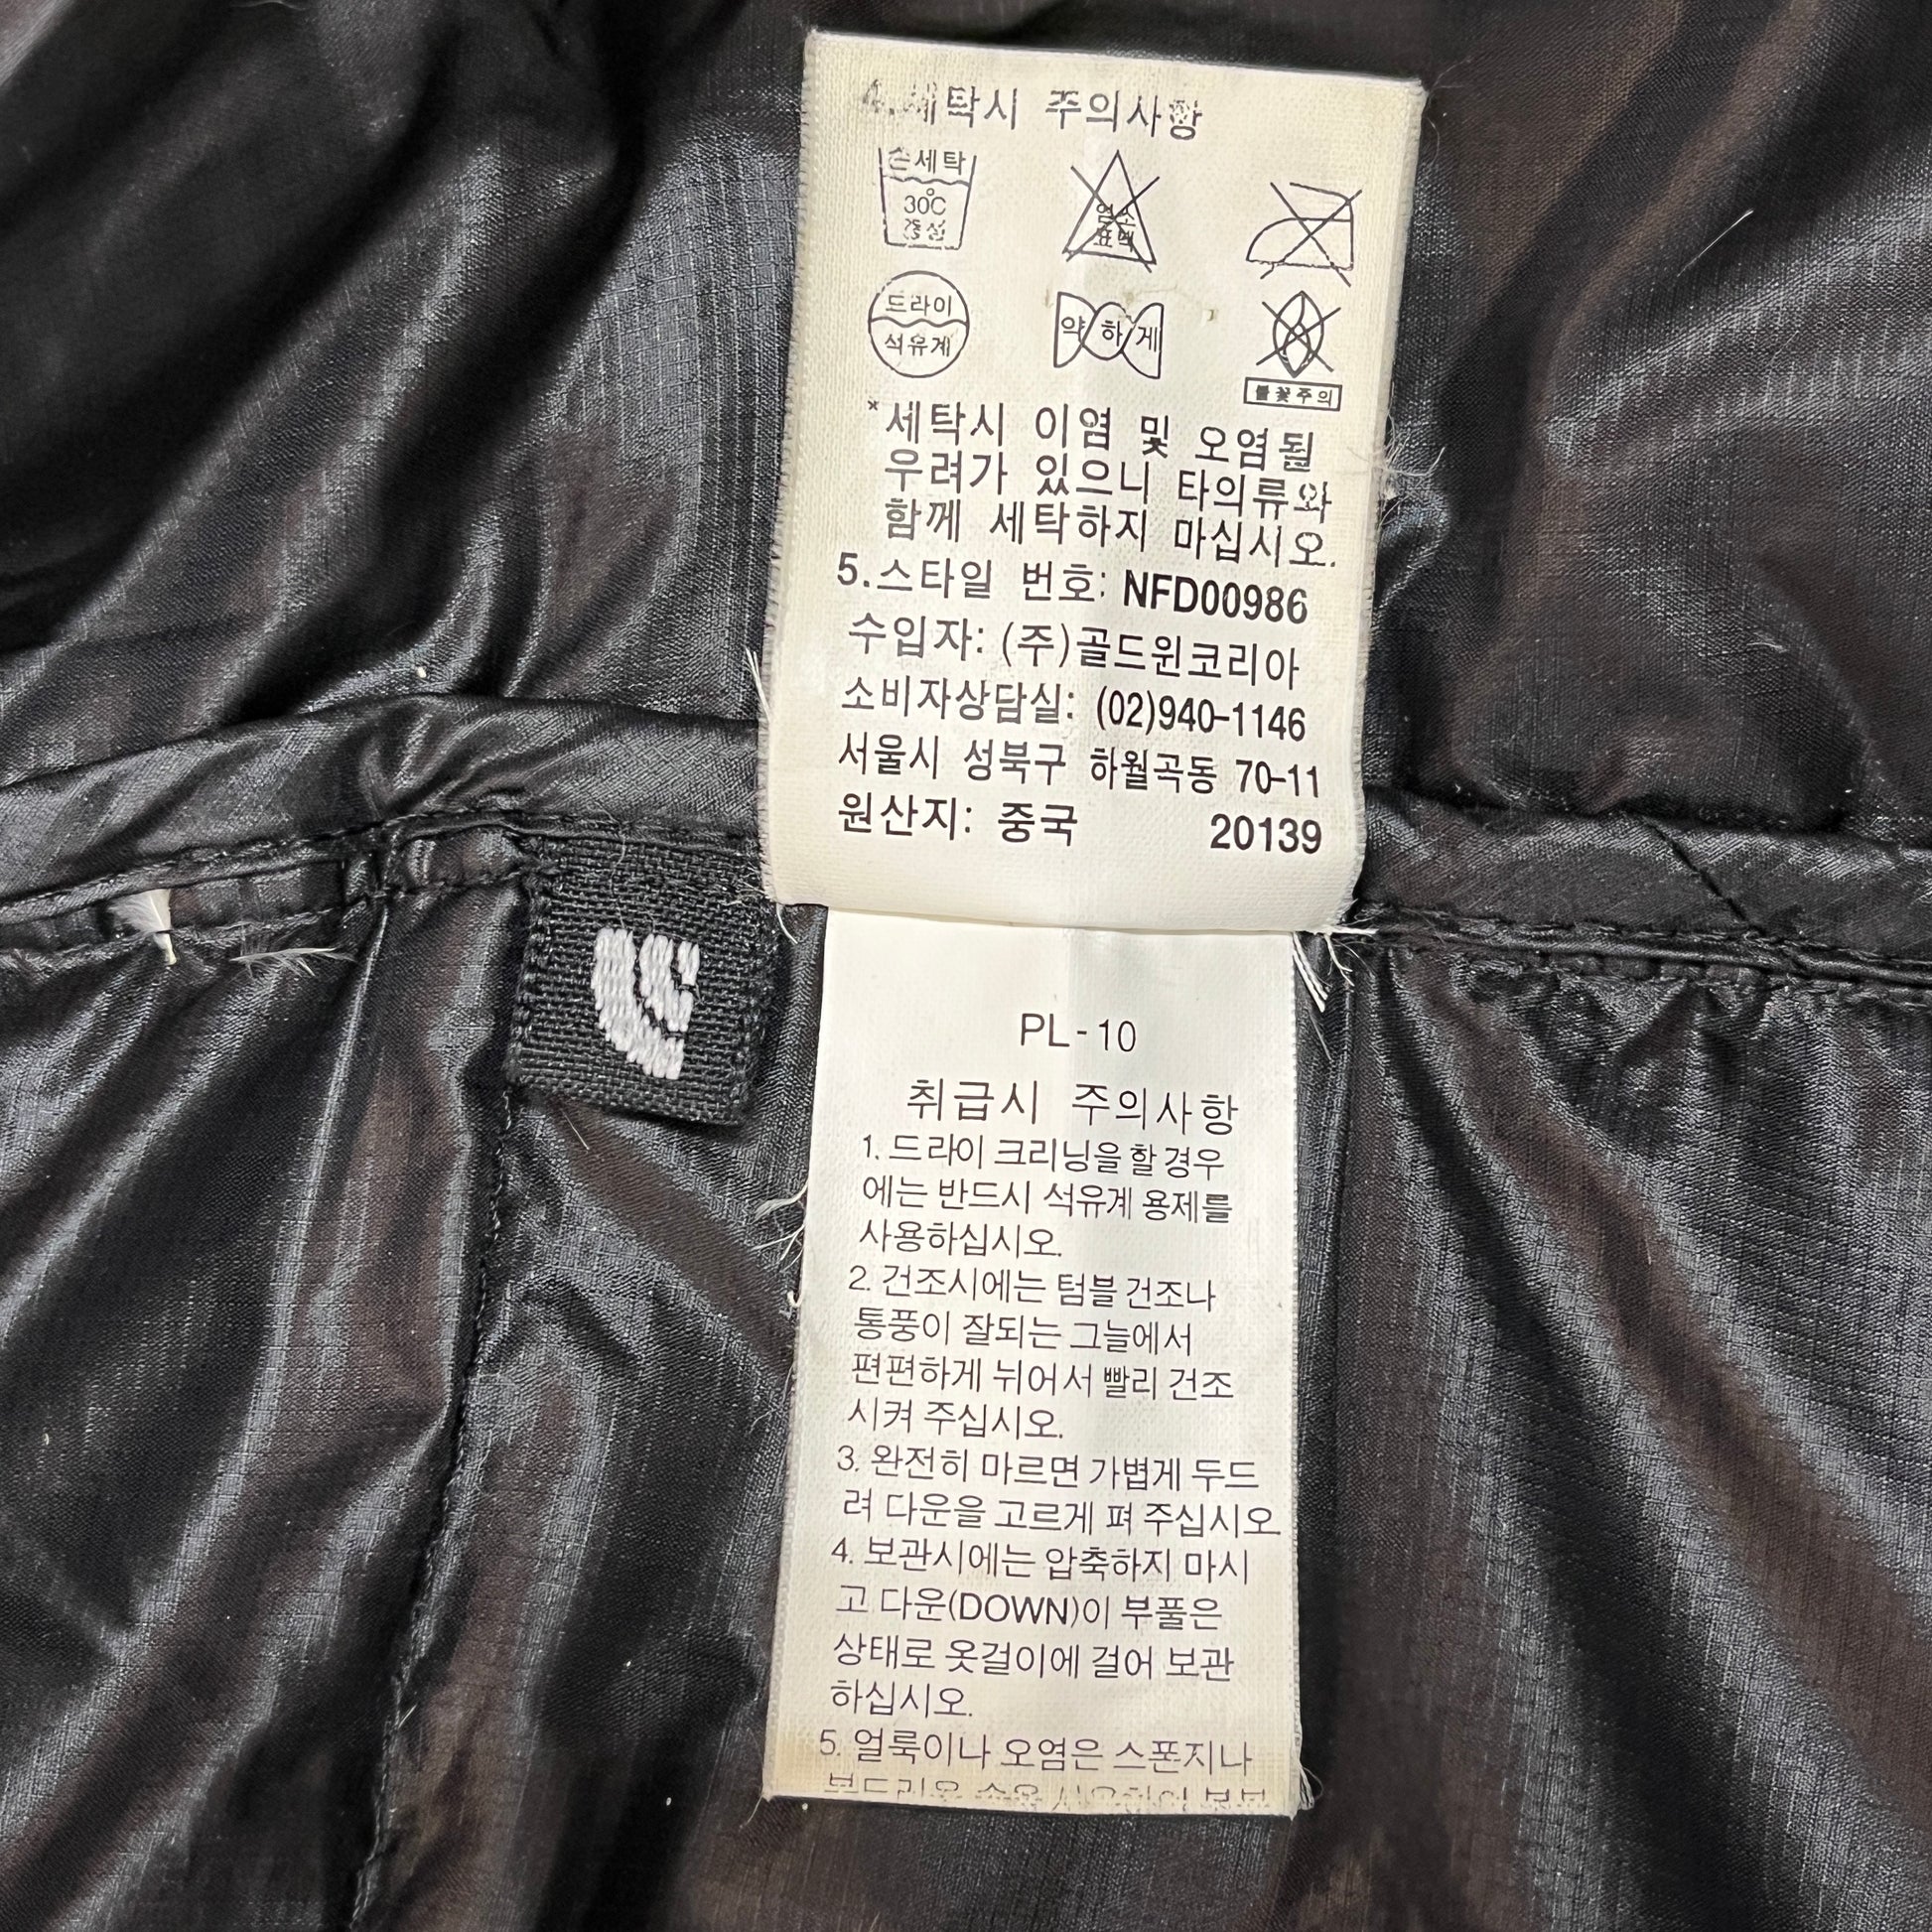 4.세탁시 주의사항
손세탁
30℃
중성
염소
표백
드라이
석유계
약하게
불꽃주의
*세탁시 이염 및 오염될
우려가 있으니 타의류와
함께 세탁하지 마십시오.
5.스타일 번호: NFD00986
수입자: (주)골드윈코리아
소비자상담실: (02)940-1146
서울시 성북구 하월곡동 70-11
원산지: 중국 20139
PL-10
취급시 주의사항
1. 드라이 크리닝을 할 경우
에는 반드시 석유계 용제를
사용하십시오.
2. 건조시에는 텀블 건조나
통풍이 잘되는 그늘에서
편편하게 뉘어서 빨리 건조
시켜 주십시오.
3. 완전히 마르면 가볍게 두드
려 다운을 고르게 펴 주십시오
4. 보관시에는 압축하지 마시
고 다운(DOWN)이 부풀은
상태로 옷걸이에 걸어 보관
하십시오.
5. 얼룩이나 오염은 스폰지나